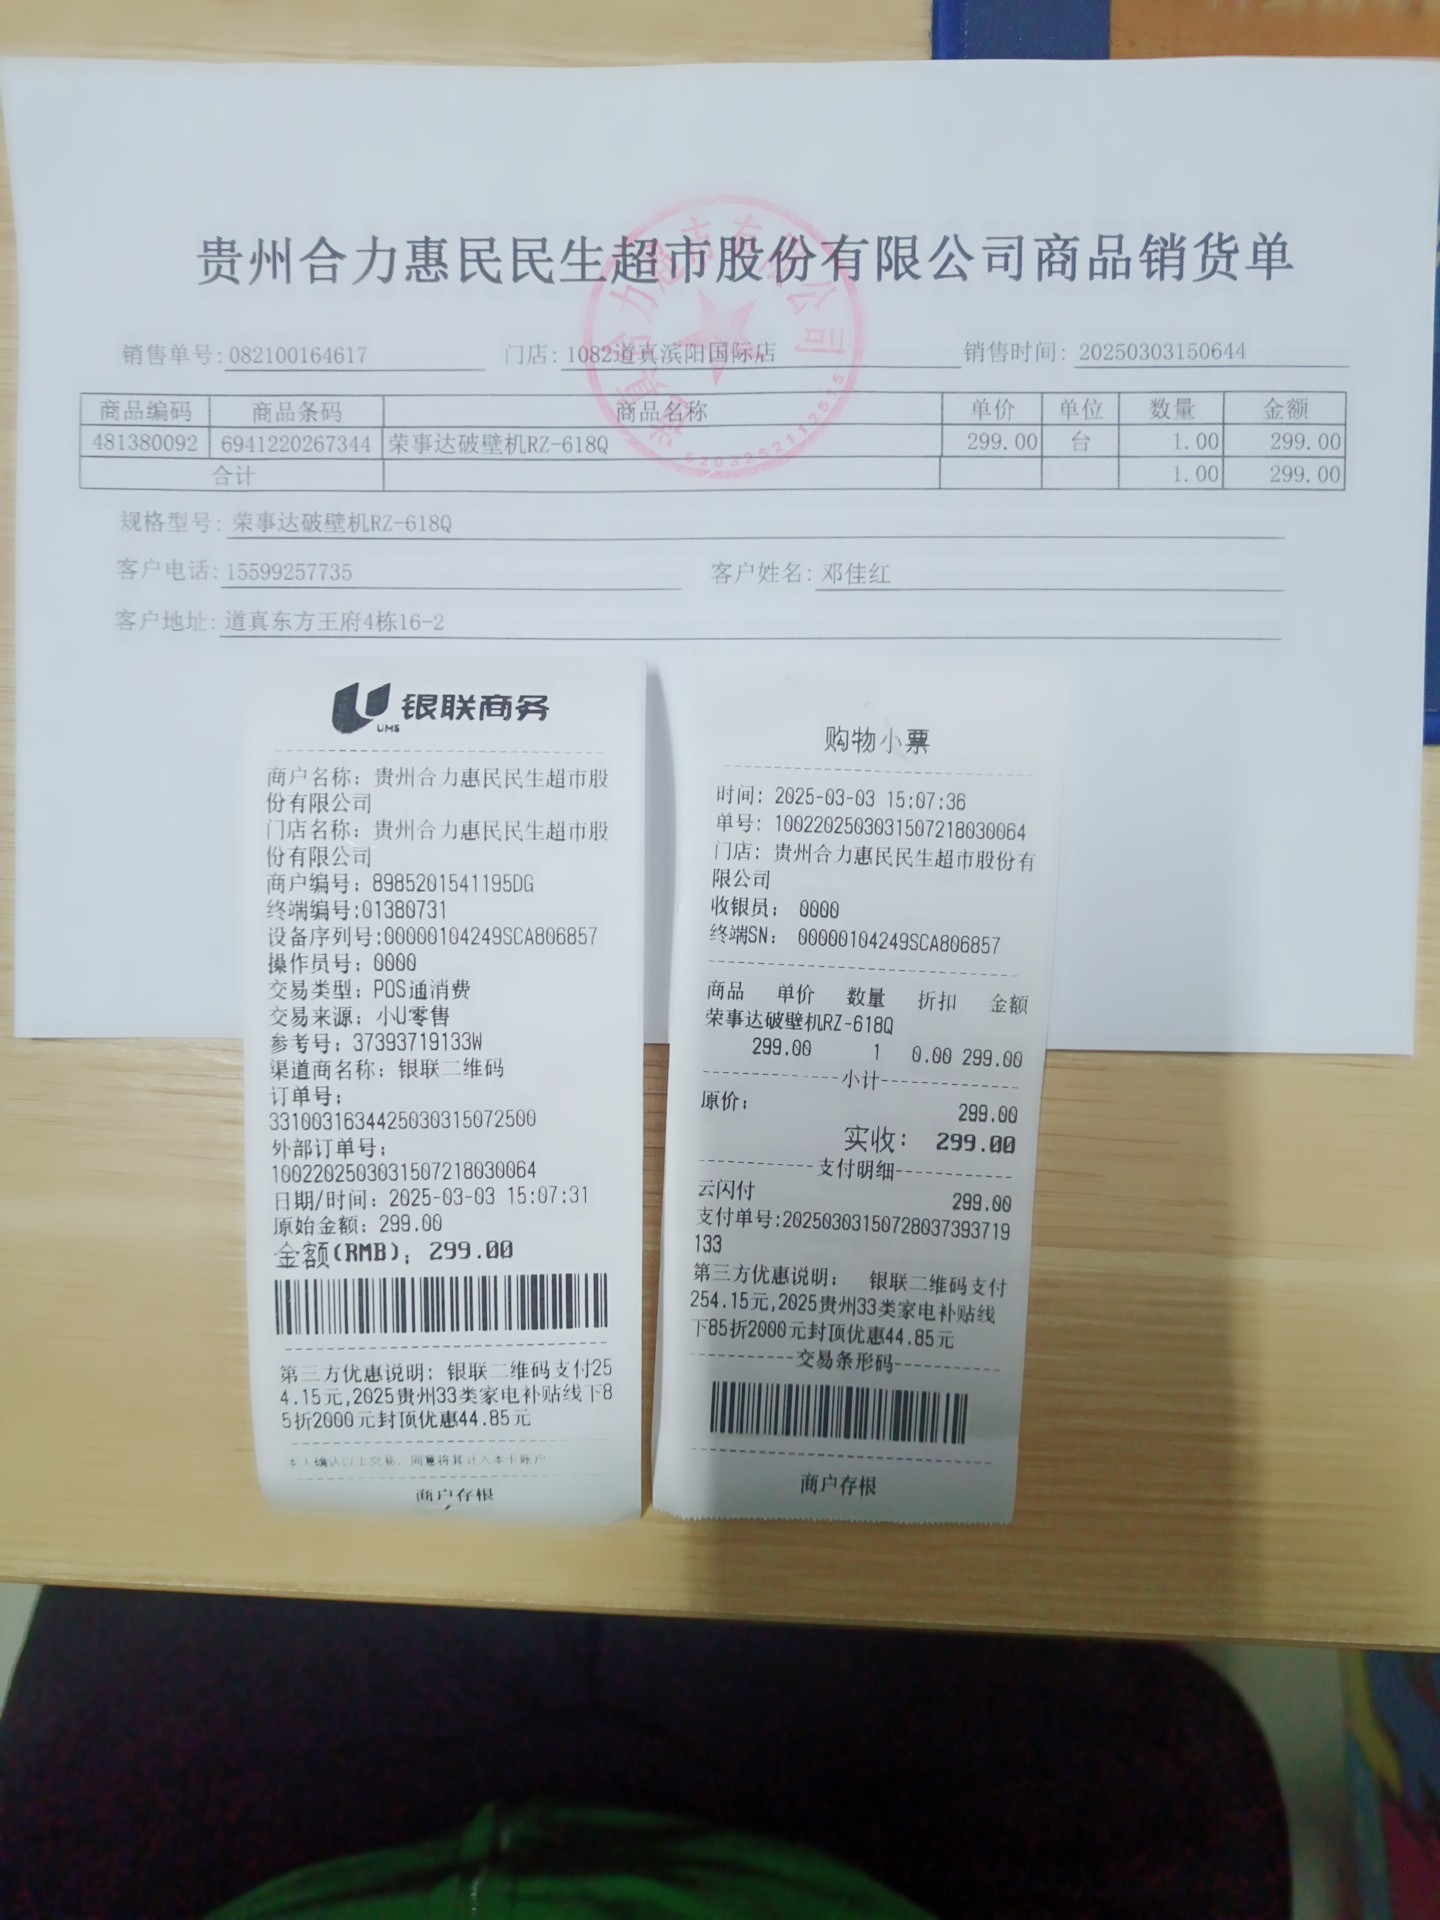 贵州合力惠民民生超市股份有限公司商品销货单
销售单号:082100164617 门店:1082道真滨阳国际店 销售时间:20250303150644
商品编码 商品条码 商品名称 单价 单位 数量 金额
481380092 6941220267344 荣事达破壁机RZ-618Q 299.00 台 1.00 299.00
合计 1.00 299.00
规格型号:荣事达破壁机RZ-618Q
客户电话:15599257735 客户姓名:邓佳红
客户地址:道真东方王府4栋16-2
5203252112515
银联商务
UMS
商户名称：贵州合力惠民民生超市股
份有限公司
门店名称：贵州合力惠民民生超市股
份有限公司
商户编号：8985201541195DG
终端编号:01380731
设备序列号:00000104249SCA806857
操作员号：0000
交易类型：POS通消费
交易来源：小U零售
参考号：37393719133W
渠道商名称：银联二维码
订单号：
3310031634425030315072500
外部订单号：
10022025030315072180300​64
日期/时间：2025-03-03 15:07:31
原始金额：299.00
金额(RMB)：299.00
第三方优惠说明：银联二维码支付25
4.15元,2025贵州33类家电补贴线下8
5折2000元封顶优惠44.85元
本人确认以上交易，同意将其计入本卡账户
商户存根
购物小票
时间：2025-03-03 15:07:36
单号：1002202503031507218030064
门店：贵州合力惠民民生超市股份有
限公司
收银员：0000
终端SN：00000104249SCA806857
商品 单价 数量 折扣 金额
荣事达破壁机RZ-618Q
299.00 1 0.00 299.00
小计
原价： 299.00
实收：299.00
支付明细
云闪付 299.00
支付单号:20250303150728037393719
133
第三方优惠说明： 银联二维码支付
254.15元,2025贵州33类家电补贴线
下85折2000元封顶优惠44.85元
交易条形码
商户存根